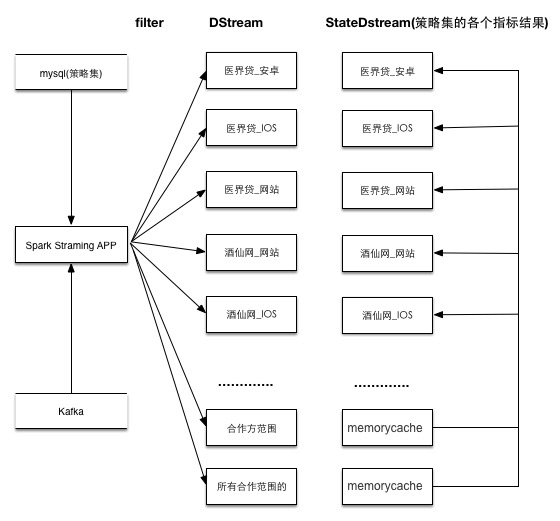 filter DStream StateDstream(策略集的各个指标结果)
mysql(策略集) 医界贷_安卓 医界贷_安卓
医界贷_IOS 医界贷_IOS
医界贷_网站 医界贷_网站
Spark Straming APP 酒仙网_网站 酒仙网_网站
酒仙网_IOS 酒仙网_IOS
............. .............
Kafka 合作方范围 memorycache
所有合作范围的 memorycache